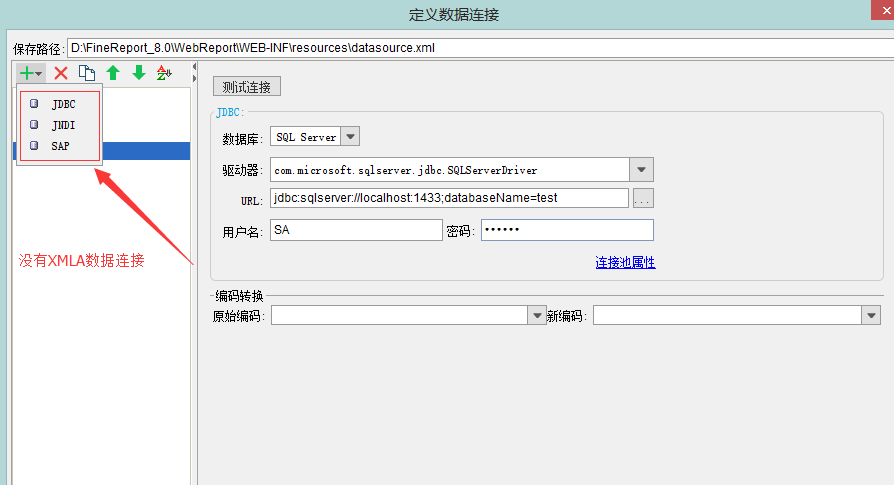 定义数据连接
保存路径: D:\FineReport_8.0\WebReport\WEB-INF\resources\datasource.xml
JDBC
JNDI
SAP
没有XMLA数据连接
测试连接
JDBC:
数据库: SQL Server
驱动器: com.microsoft.sqlserver.jdbc.SQLServerDriver
URL: jdbc:sqlserver://localhost:1433;databaseName=test ...
用户名: SA 密码: ••••••
连接池属性
编码转换
原始编码: 新编码: